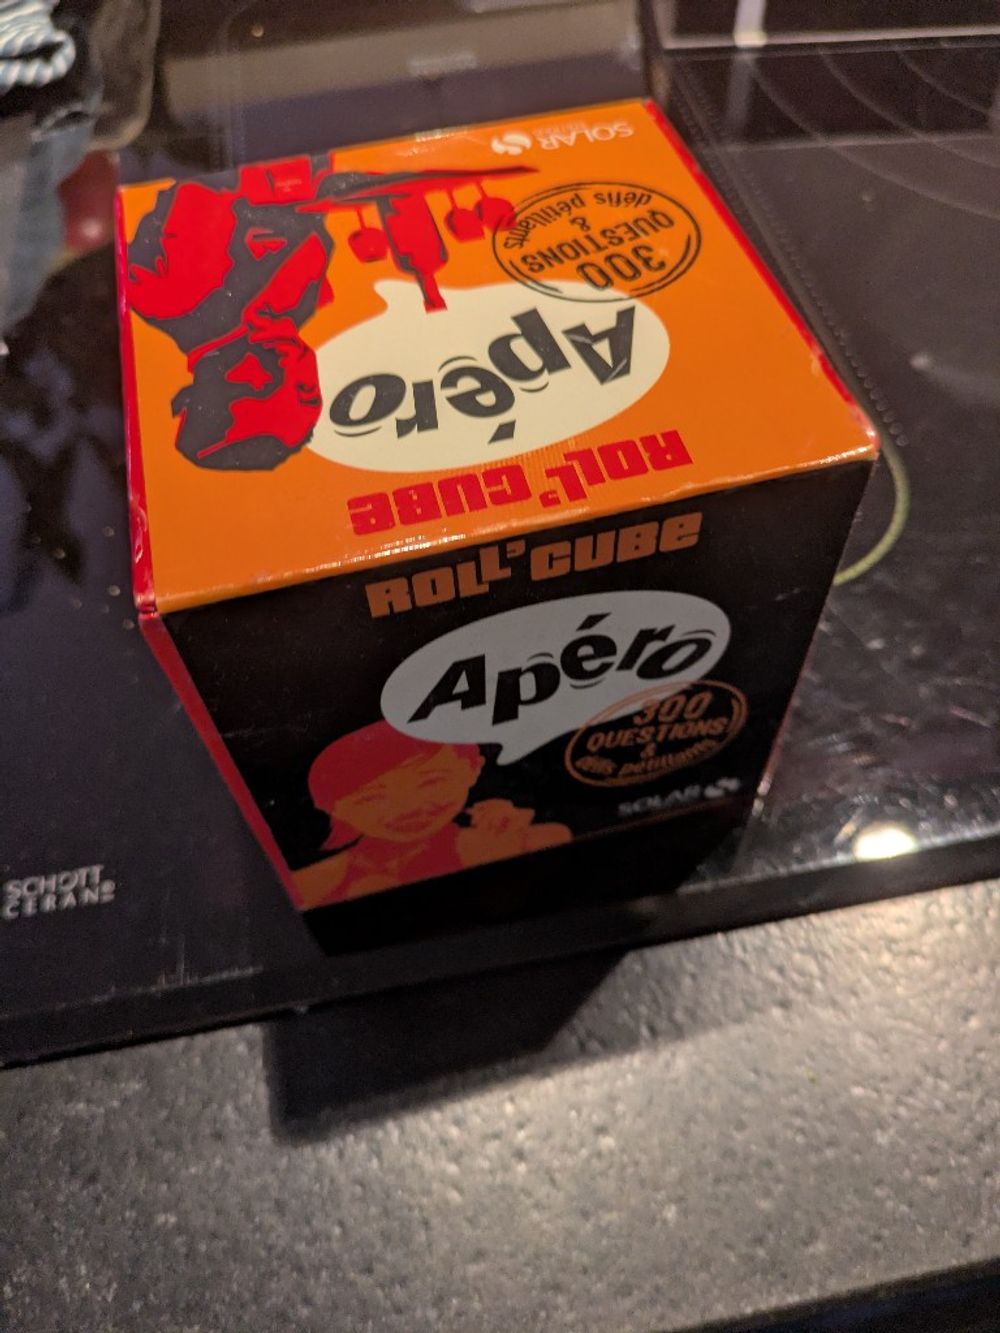 SOLAR
300
QUESTIONS
&
défis pétillants
Apéro
ROLL'CUBE
ROLL'CUBE
Apéro
300
QUESTIONS
&
défis pétillants
SOLAR
SCHOTT
CERAN®